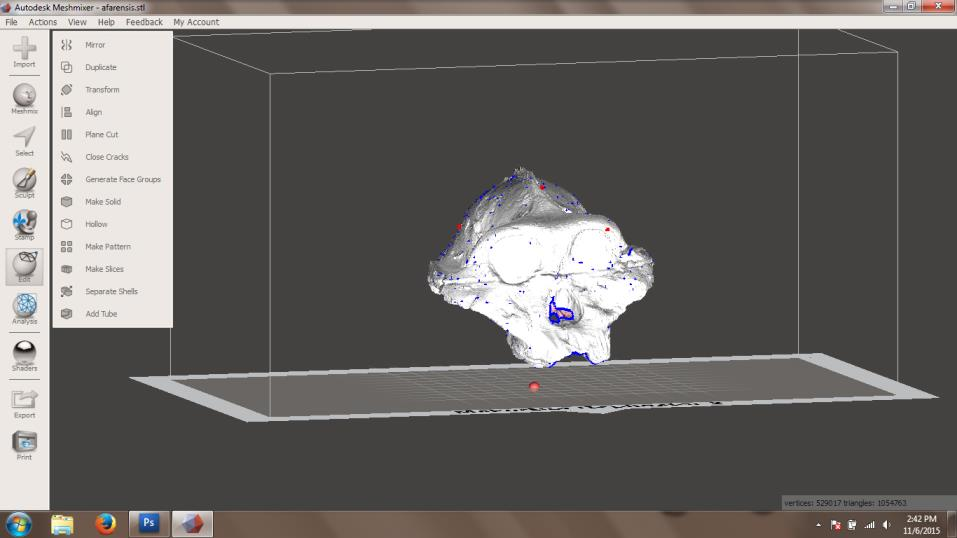 Autodesk Meshmixer - afarensis.stl
File Actions View Help Feedback My Account
Import
Meshmix
Select
Sculpt
Stamp
Edit
Analysis
Shaders
Export
Print
Mirror
Duplicate
Transform
Align
Plane Cut
Close Cracks
Generate Face Groups
Make Solid
Hollow
Make Pattern
Make Slices
Separate Shells
Add Tube
vertices: 529017 triangles: 1054763
Ps
2:42 PM
11/6/2015